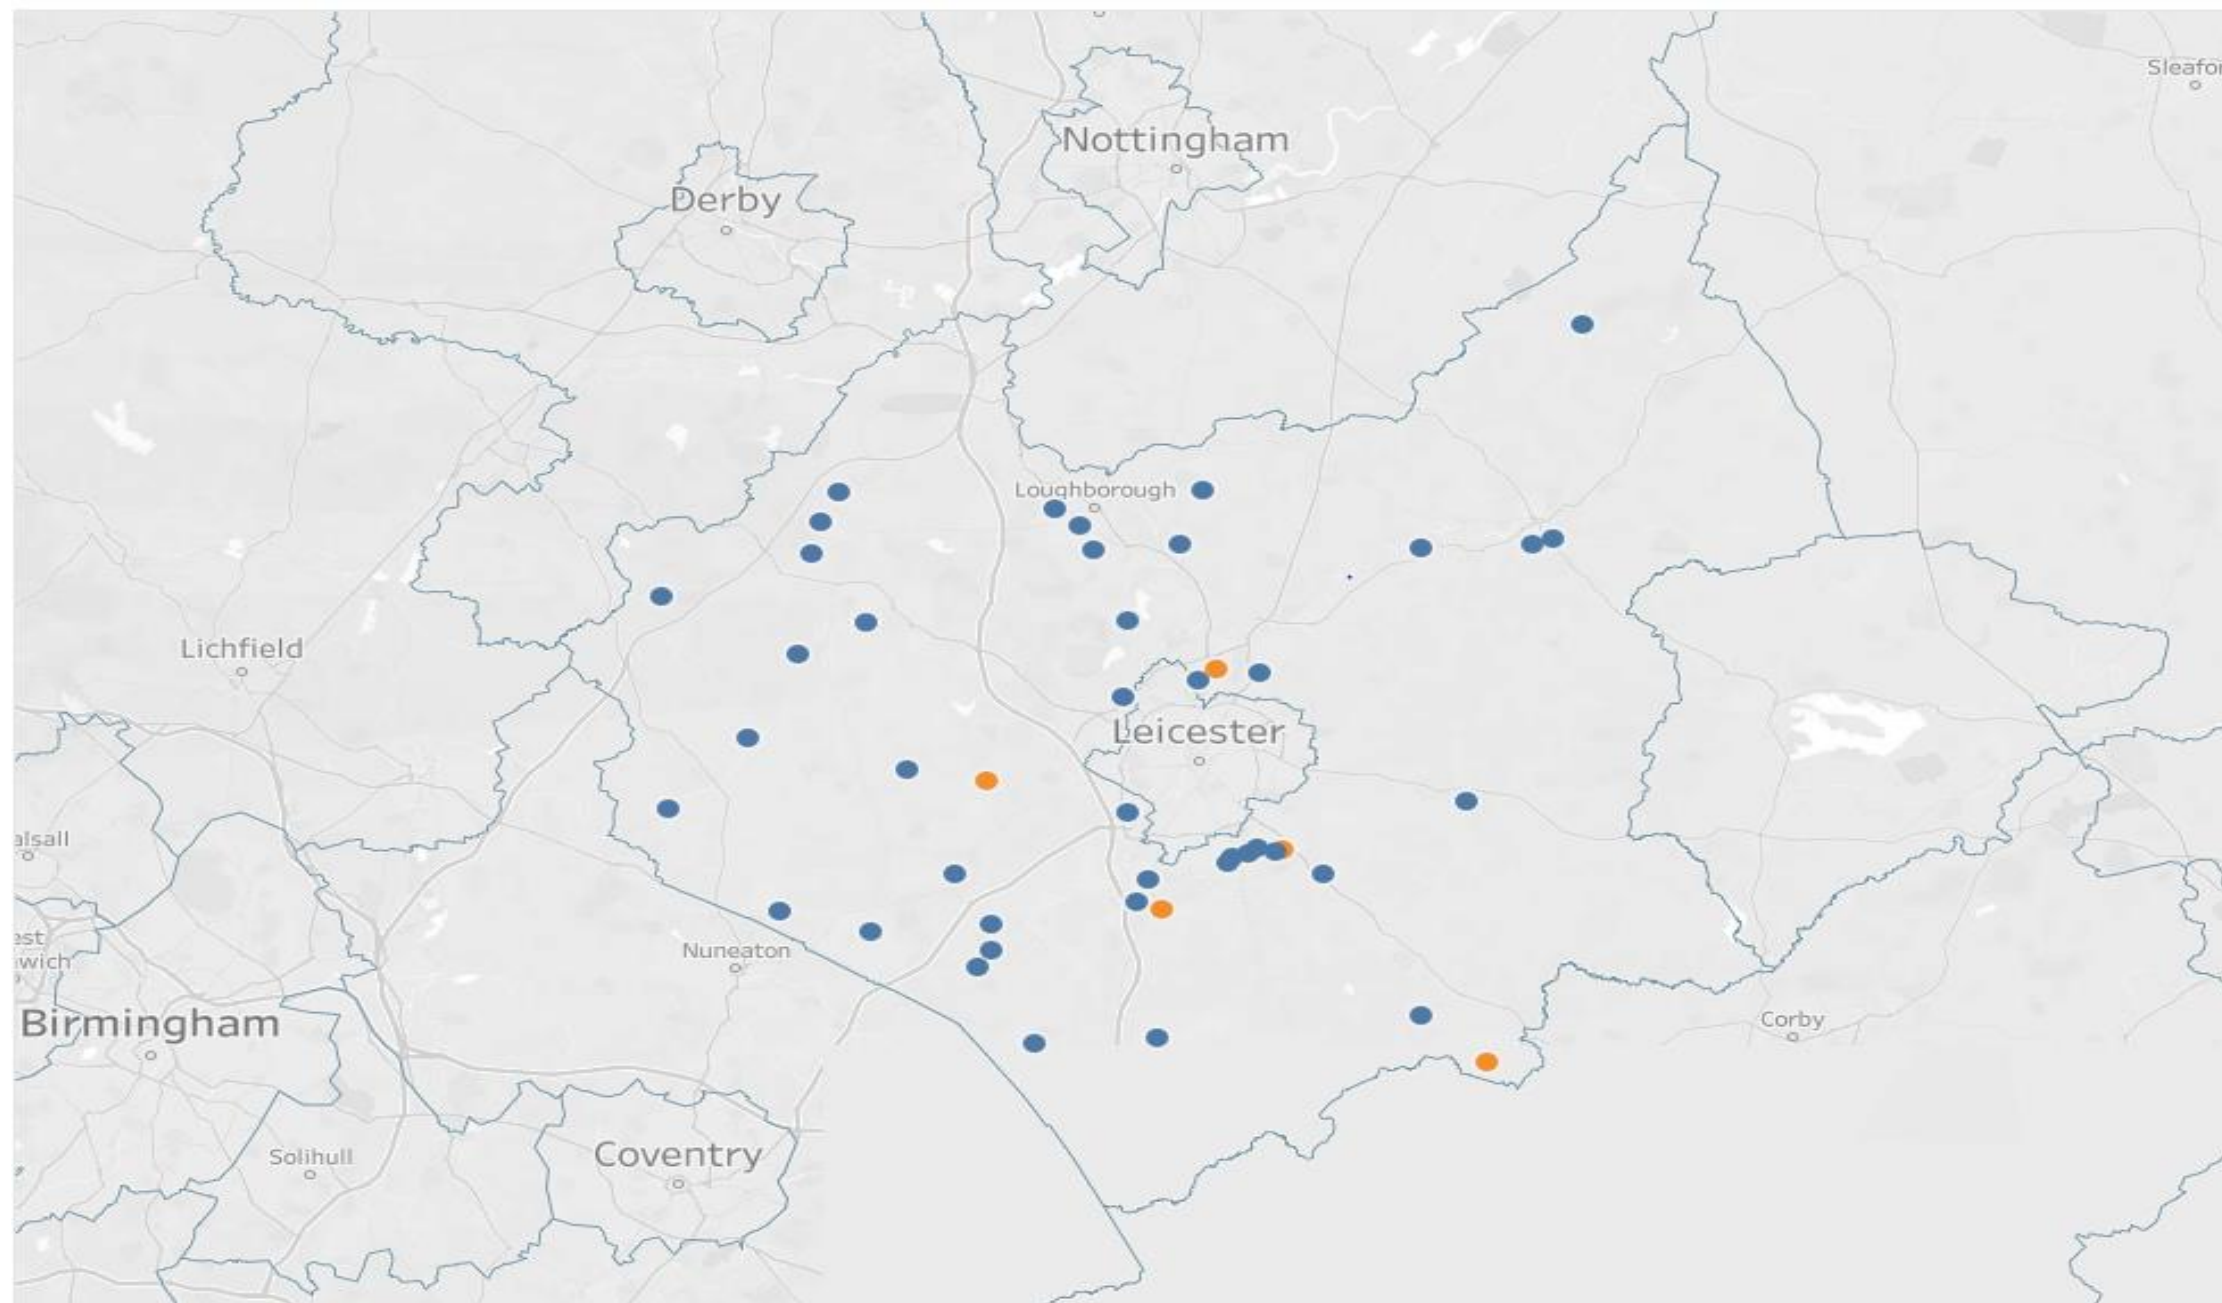 Sleafor
Nottingham
Derby
Loughborough
Lichfield
Leicester
alsall
est
wich
Nuneaton
Birmingham
Corby
Coventry
Solihull